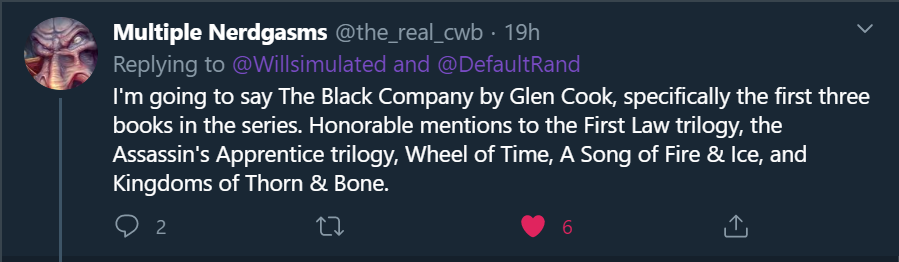 Multiple Nerdgasms @the_real_cwb · 19h
Replying to @Willsimulated and @DefaultRand
I'm going to say The Black Company by Glen Cook, specifically the first three
books in the series. Honorable mentions to the First Law trilogy, the
Assassin's Apprentice trilogy, Wheel of Time, A Song of Fire & Ice, and
Kingdoms of Thorn & Bone.
2 6